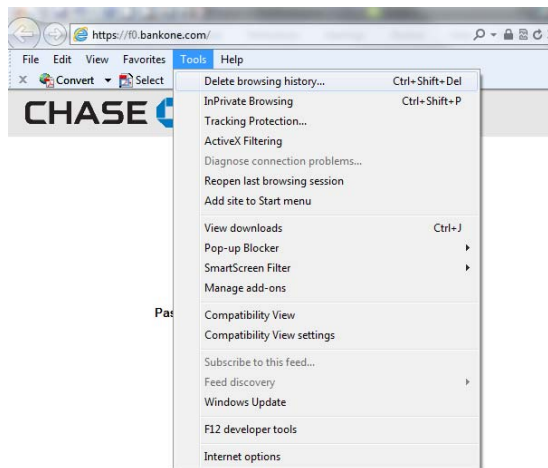 https://f0.bankone.com/
File Edit View Favorites Tools Help
x Convert Select
CHASE
Delete browsing history... Ctrl+Shift+Del
InPrivate Browsing Ctrl+Shift+P
Tracking Protection...
ActiveX Filtering
Diagnose connection problems...
Reopen last browsing session
Add site to Start menu
View downloads Ctrl+J
Pop-up Blocker
SmartScreen Filter
Manage add-ons
Pas
Compatibility View
Compatibility View settings
Subscribe to this feed...
Feed discovery
Windows Update
F12 developer tools
Internet options